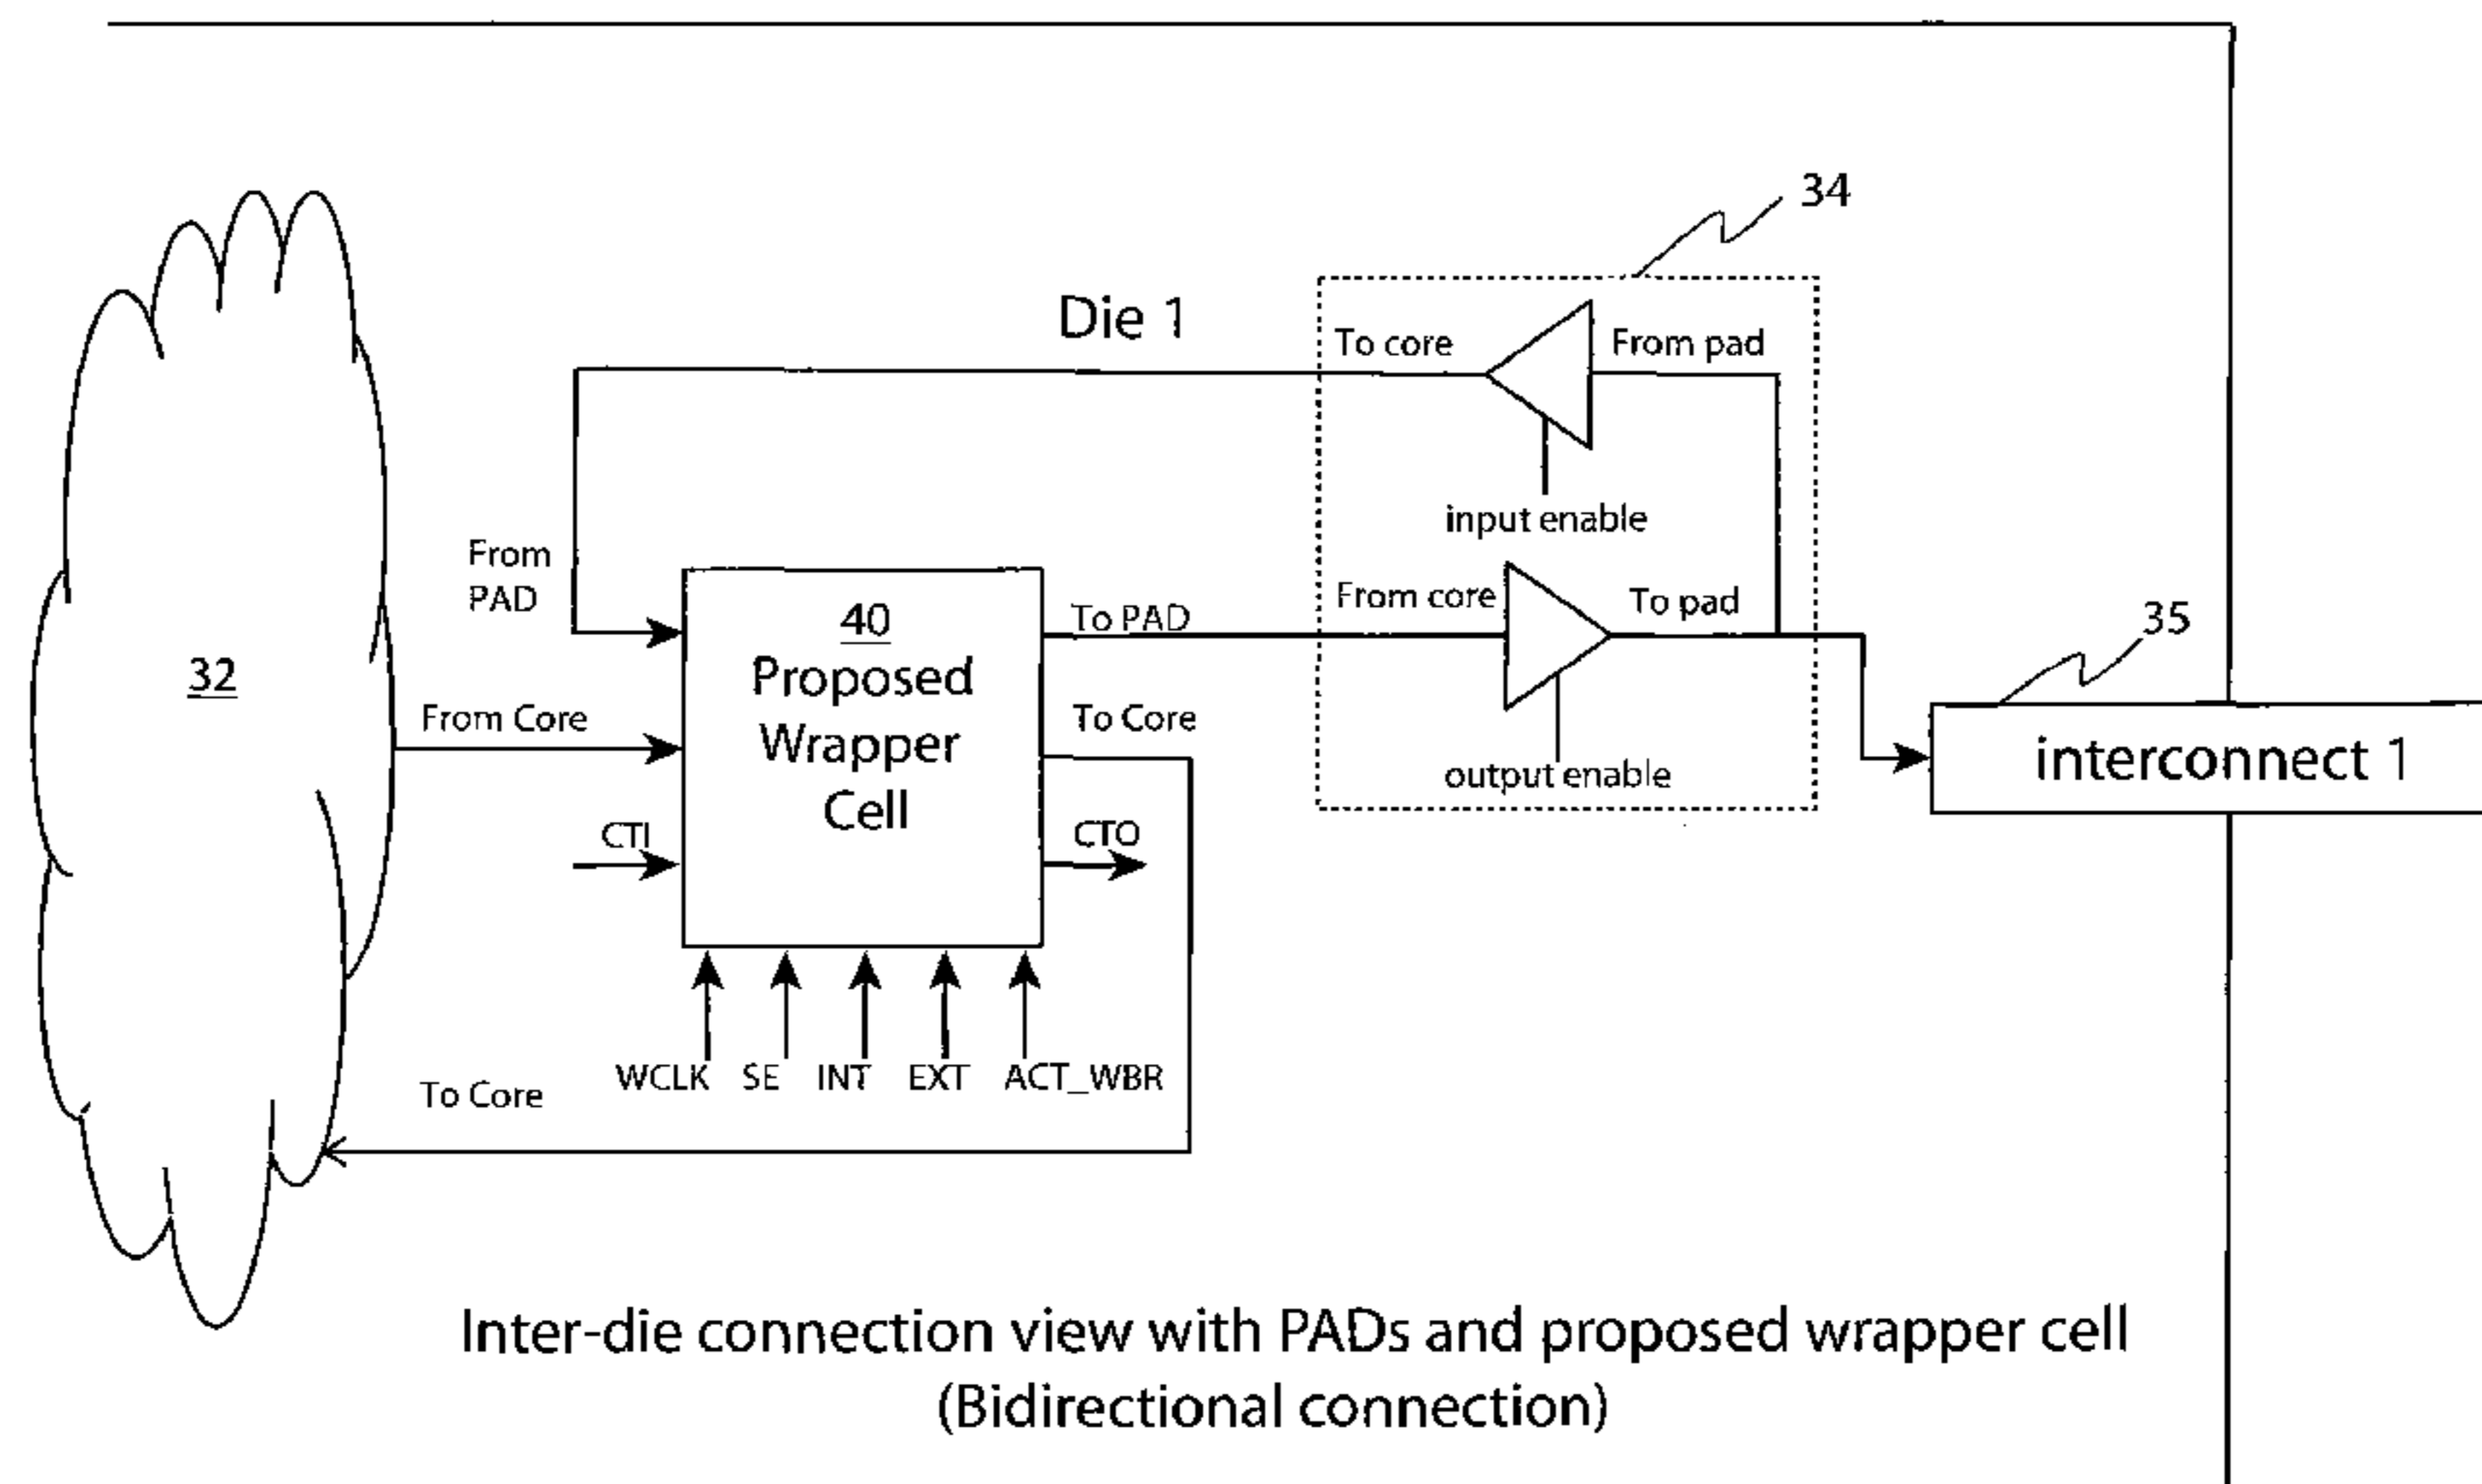 34
Die 1
To core
From pad
input enable
From
PAD
40
Proposed
Wrapper
Cell
To PAD
From core
To pad
35
32
From Core
To Core
interconnect 1
output enable
CTI
CTO
WCLK SE INT EXT ACT_WBR
To Core
Inter-die connection view with PADs and proposed wrapper cell
(Bidirectional connection)